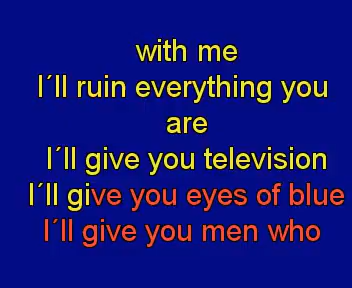 with me
I´ll ruin everything you
are
I´ll give you television
I´ll give you eyes of blue
I´ll give you men who